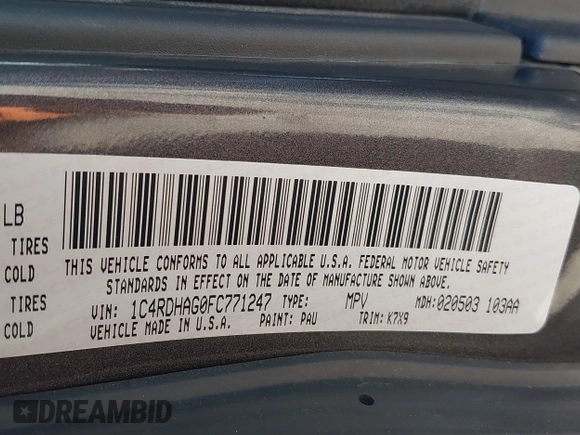 LB
TIRES
COLD
TIRES
COLD
THIS VEHICLE CONFORMS TO ALL APPLICABLE U.S.A. FEDERAL MOTOR VEHICLE SAFETY
STANDARDS IN EFFECT ON THE DATE OF MANUFACTURE SHOWN ABOVE.
VIN: 1C4RDHAG0FC771247 TYPE: MPV MDH:020503 103AA
VEHICLE MADE IN U.S.A. PAINT: PAU TRIM: K7X9
DREAMBID